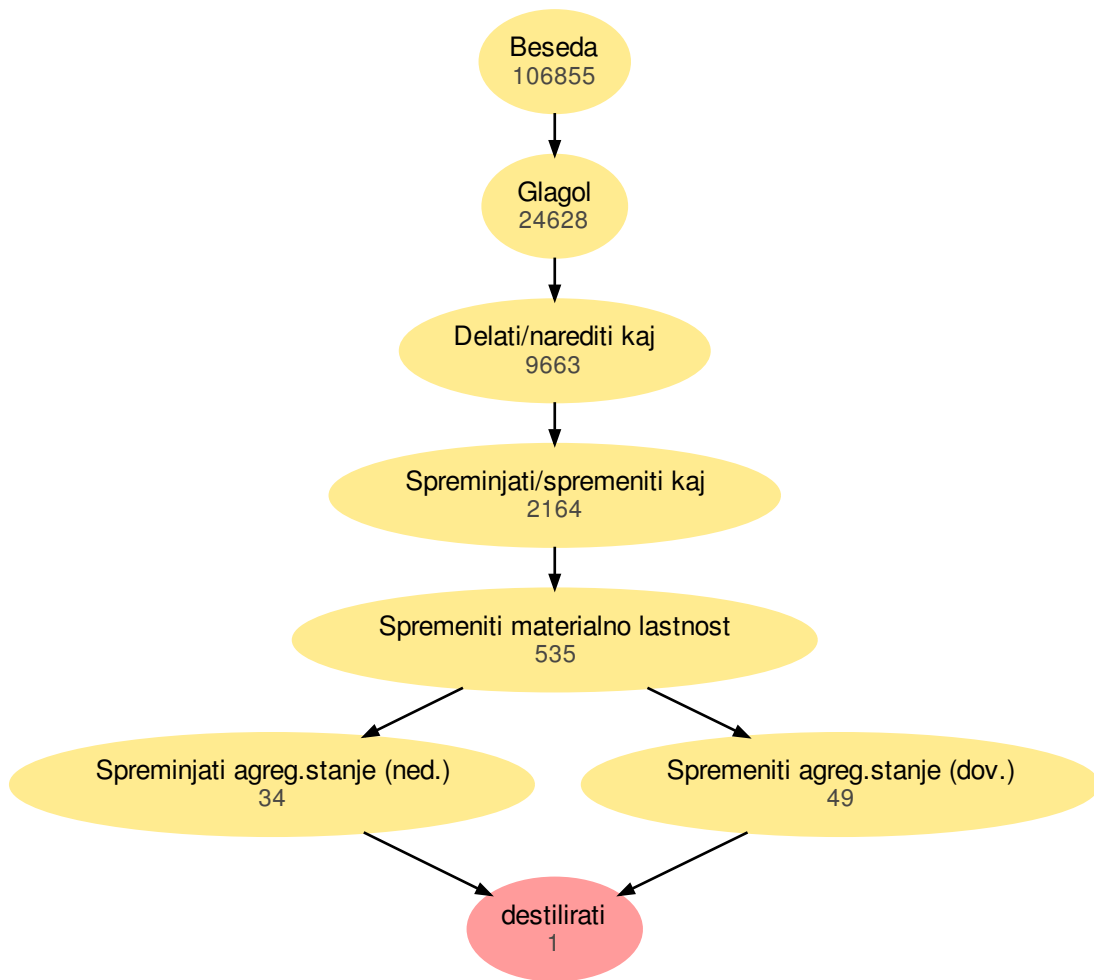 Beseda
106855
Glagol
24628
Delati/narediti kaj
9663
Spreminjati/spremeniti kaj
2164
Spremeniti materialno lastnost
535
Spreminjati agreg.stanje (ned.)
34
Spremeniti agreg.stanje (dov.)
49
destilirati
1